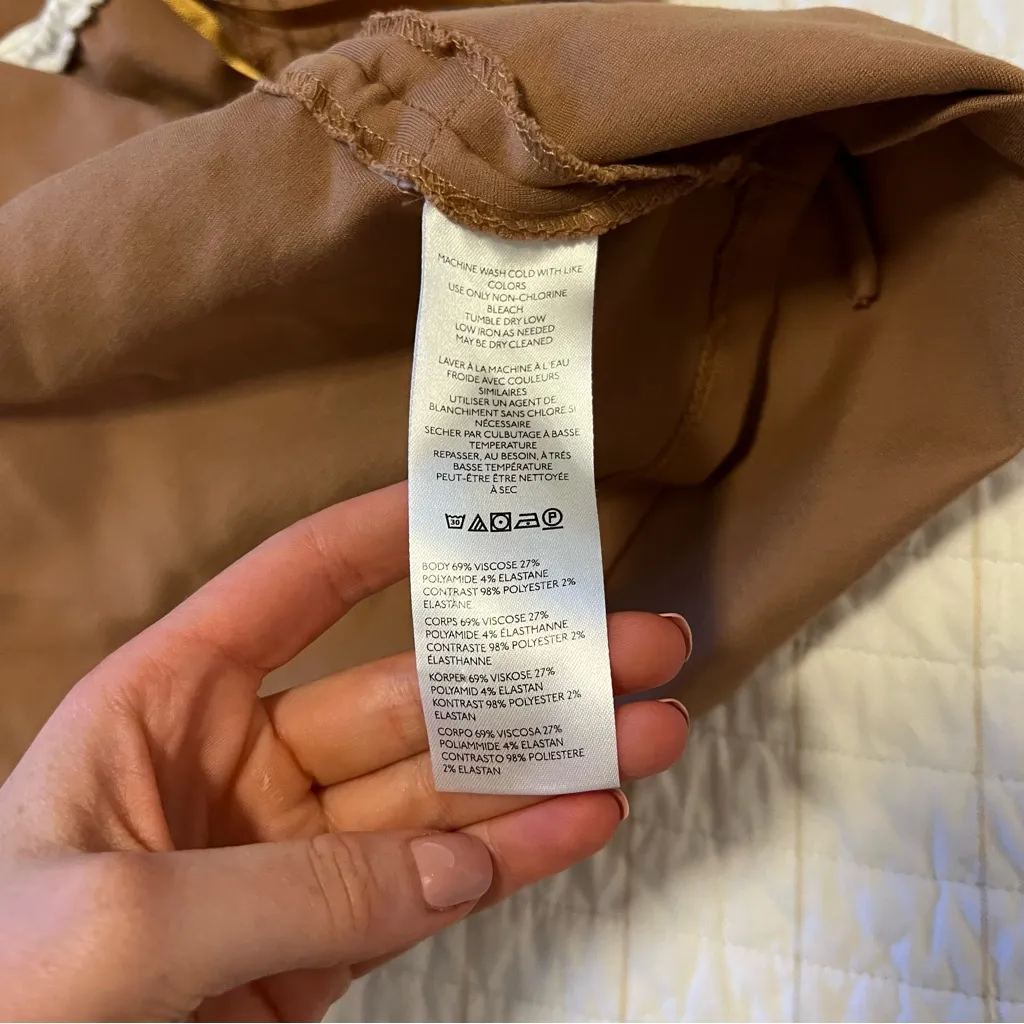 MACHINE WASH COLD WITH LIKE
COLORS
USE ONLY NON-CHLORINE
BLEACH
TUMBLE DRY LOW
LOW IRON AS NEEDED
MAY BE DRY CLEANED
LAVER À LA MACHINE À L'EAU
FROIDE AVEC COULEURS
SIMILAIRES
UTILISER UN AGENT DE
BLANCHIMENT SANS CHLORE SI
NÉCESSAIRE
SECHER PAR CULBUTAGE À BASSE
TEMPERATURE
REPASSER, AU BESOIN, À TRÉS
BASSE TEMPÉRATURE
PEUT-ÊTRE ÊTRE NETTOYÉE
À SEC
30 P
BODY 69% VISCOSE 27%
POLYAMIDE 4% ELASTANE
CONTRAST 98% POLYESTER 2%
ELASTANE
CORPS 69% VISCOSE 27%
POLYAMIDE 4% ÉLASTHANNE
CONTRASTE 98% POLYESTER 2%
ÉLASTHANNE
KÖRPER 69% VISKOSE 27%
POLYAMID 4% ELASTAN
KONTRAST 98% POLYESTER 2%
ELASTAN
CORPO 69% VISCOSA 27%
POLIAMMIDE 4% ELASTAN
CONTRASTO 98% POLIESTERE
2% ELASTAN